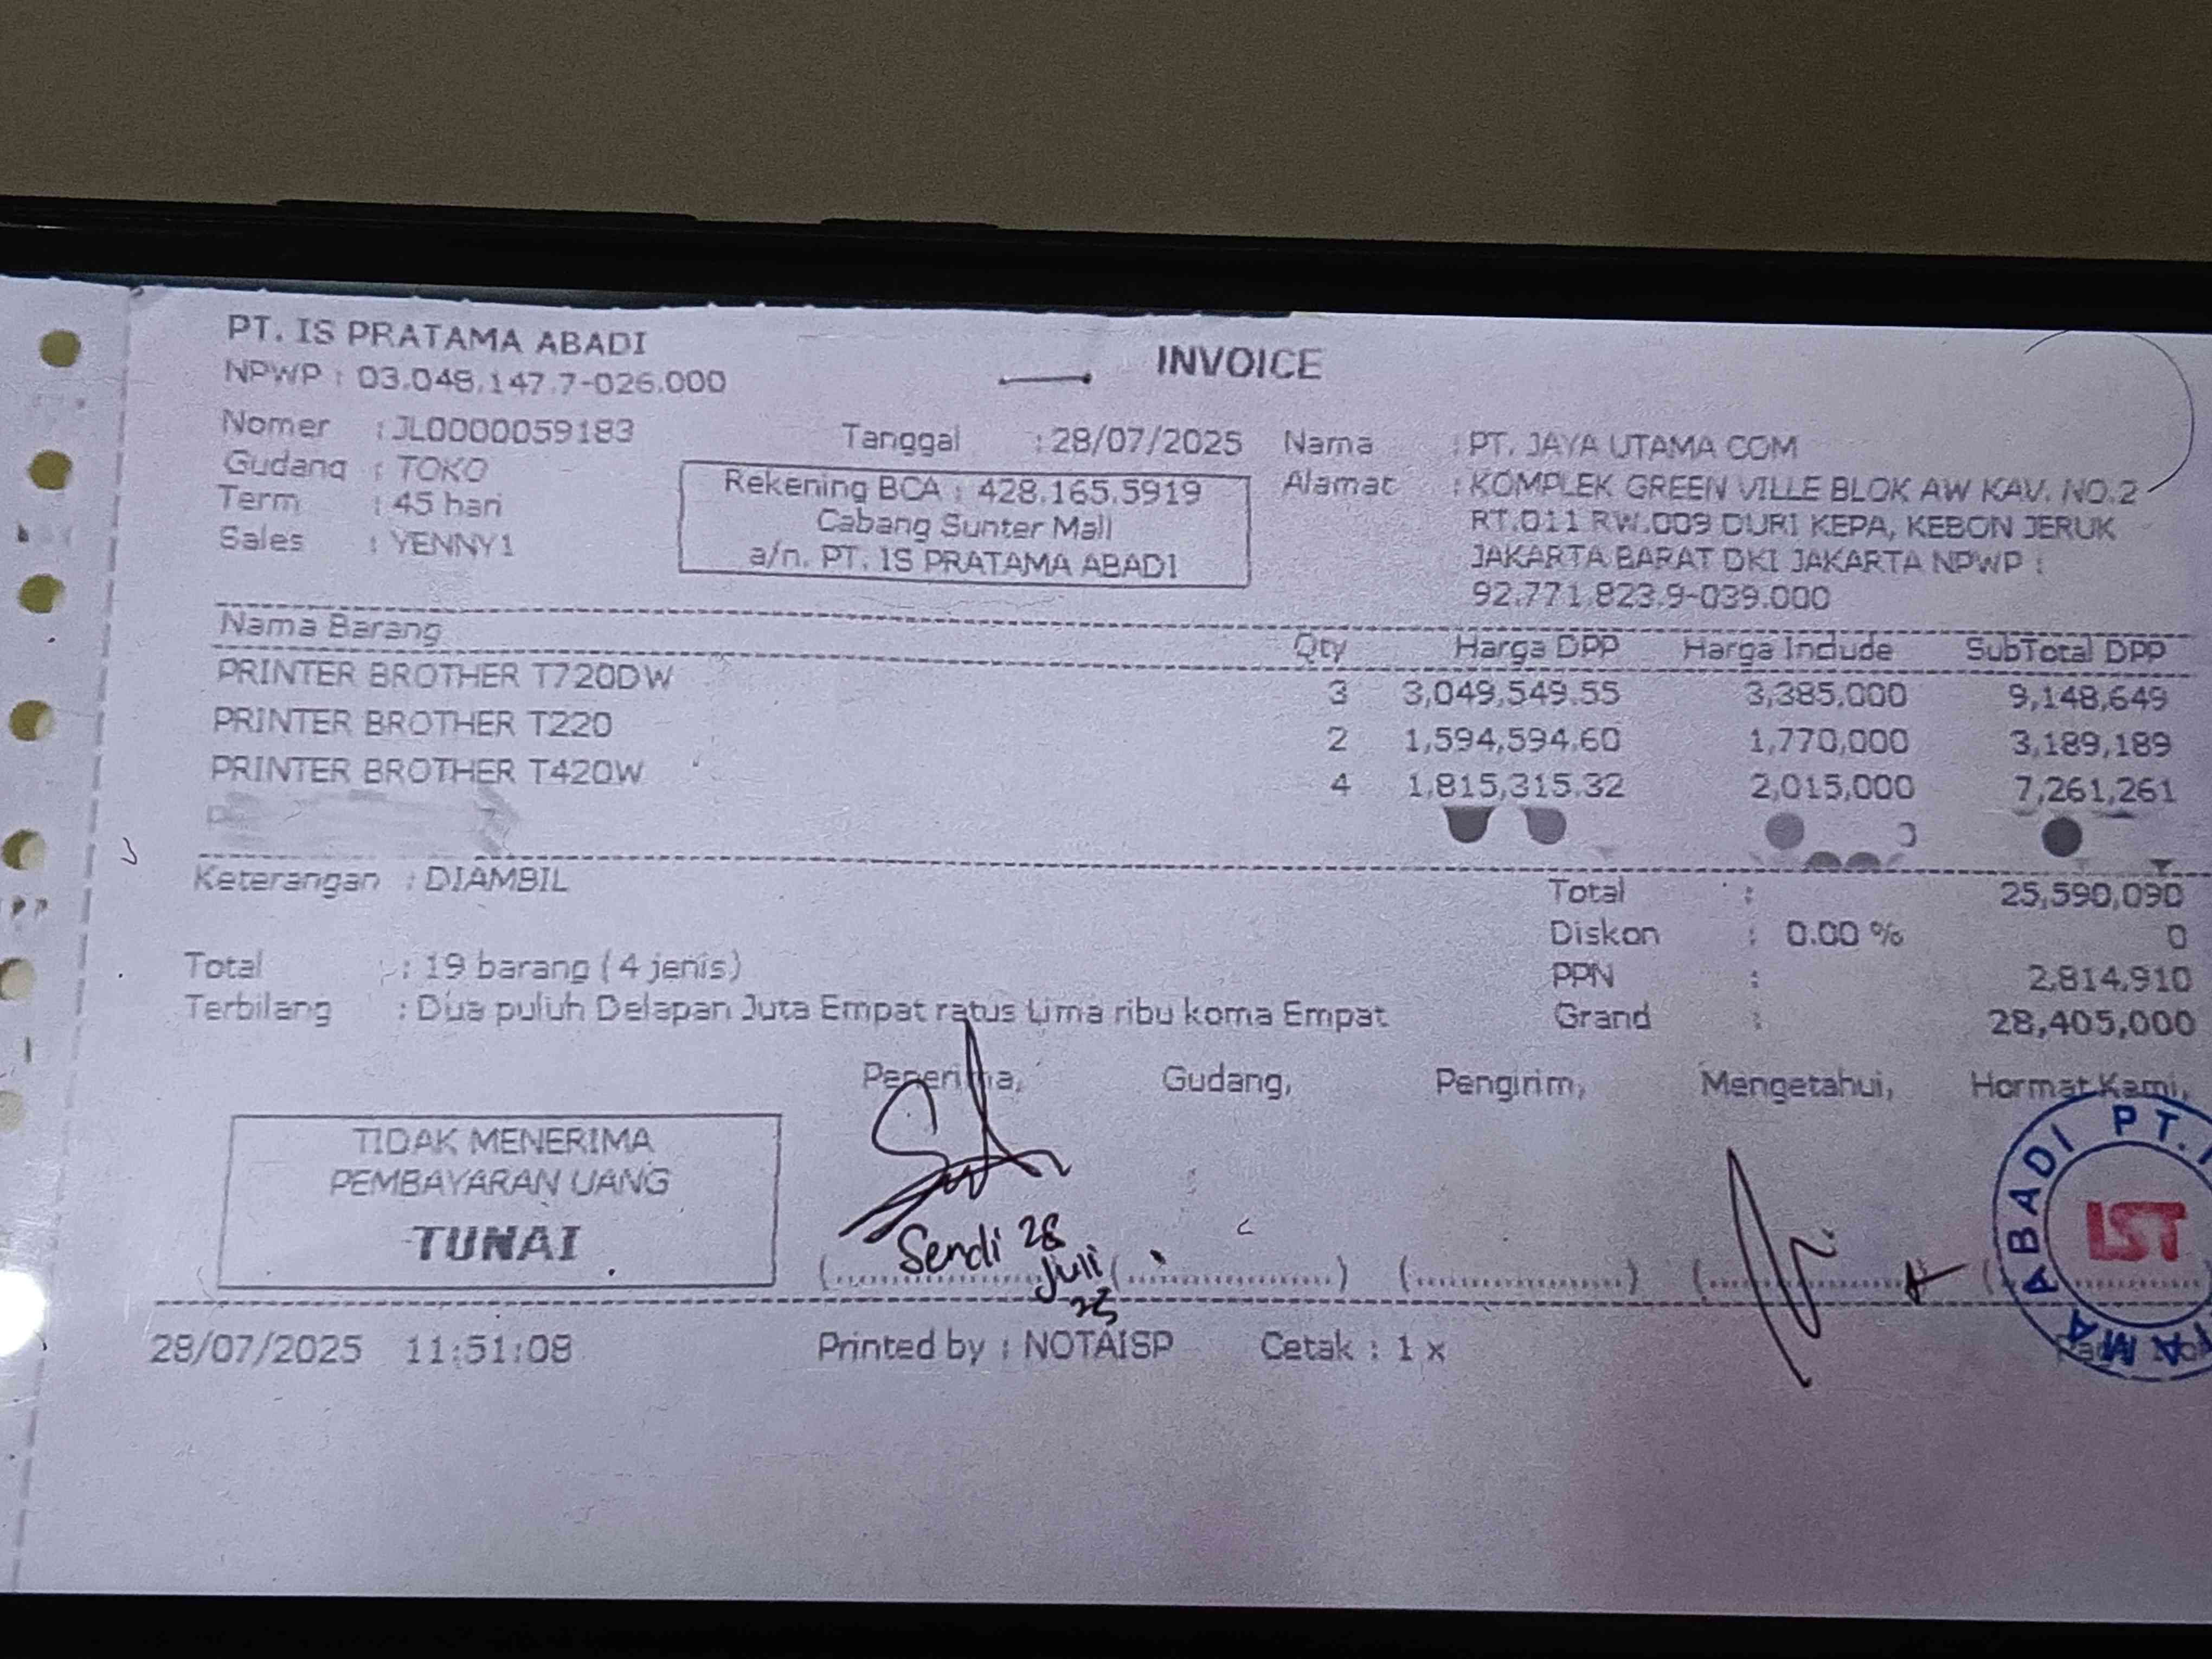 PT. IS PRATAMA ABADI
INVOICE
NPWP : 03.048.147.7-026.000
Nomer : JL0000059183
Tanggal : 28/07/2025
Nama : PT. JAYA UTAMA COM
Gudang : TOKO
Rekening BCA : 428.165.5919
Alamat : KOMPLEK GREEN VILLE BLOK AW KAV. NO.2
Term : 45 hari
Cabang Sunter Mall
RT.011 RW.009 DURI KEPA, KEBON JERUK
Sales : YENNY1
a/n. PT. IS PRATAMA ABADI
JAKARTA BARAT DKI JAKARTA NPWP :
92.771.823.9-039.000
Nama Barang Qty Harga DPP Harga Include SubTotal DPP
PRINTER BROTHER T720DW 3 3,049,549.55 3,385,000 9,148,649
PRINTER BROTHER T220 2 1,594,594.60 1,770,000 3,189,189
PRINTER BROTHER T420W 4 1,815,315.32 2,015,000 7,261,261
Keterangan : DIAMBIL
Total : 25,590,090
Diskon : 0.00 % 0
Total : 19 barang ( 4 jenis)
PPN : 2,814,910
Terbilang : Dua puluh Delapan Juta Empat ratus Lima ribu koma Empat
Grand : 28,405,000
Penerima, Gudang, Pengirim, Mengetahui, Hormat Kami,
TIDAK MENERIMA
PEMBAYARAN UANG
TUNAI
Sendi 28
Juli
25
ABADI PT.
IST
28/07/2025 11:51:08 Printed by : NOTAISP Cetak : 1 x